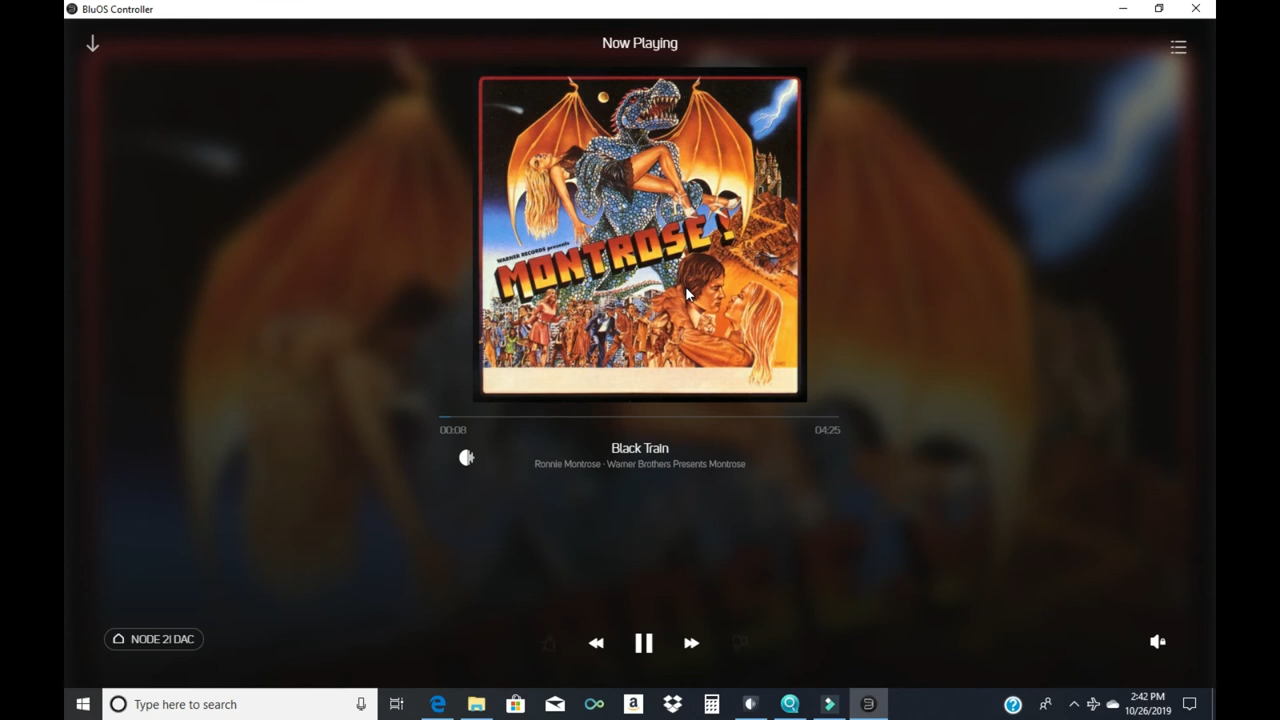 BluOS Controller
Now Playing
WARNER RECORDS presents
MONTROSE!
00:08
04:25
Black Train
Ronnie Montrose - Warner Brothers Presents Montrose
NODE 2I DAC
Type here to search
2:42 PM
10/26/2019